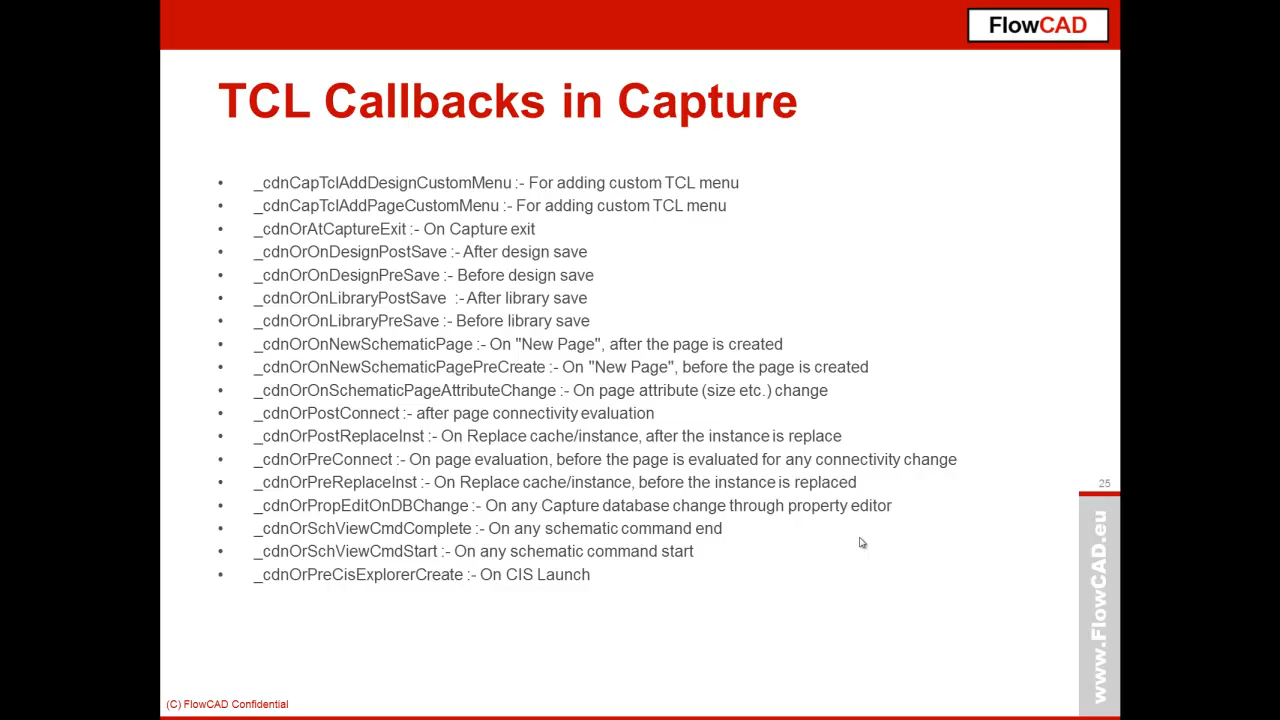 FlowCAD
TCL Callbacks in Capture
• _cdnCapTclAddDesignCustomMenu :- For adding custom TCL menu
• _cdnCapTclAddPageCustomMenu :- For adding custom TCL menu
• _cdnOrAtCaptureExit :- On Capture exit
• _cdnOrOnDesignPostSave :- After design save
• _cdnOrOnDesignPreSave :- Before design save
• _cdnOrOnLibraryPostSave :- After library save
• _cdnOrOnLibraryPreSave :- Before library save
• _cdnOrOnNewSchematicPage :- On "New Page", after the page is created
• _cdnOrOnNewSchematicPagePreCreate :- On "New Page", before the page is created
• _cdnOrOnSchematicPageAttributeChange :- On page attribute (size etc.) change
• _cdnOrPostConnect :- after page connectivity evaluation
• _cdnOrPostReplaceInst :- On Replace cache/instance, after the instance is replace
• _cdnOrPreConnect :- On page evaluation, before the page is evaluated for any connectivity change
• _cdnOrPreReplaceInst :- On Replace cache/instance, before the instance is replaced
• _cdnOrPropEditOnDBChange :- On any Capture database change through property editor
• _cdnOrSchViewCmdComplete :- On any schematic command end
• _cdnOrSchViewCmdStart :- On any schematic command start
• _cdnOrPreCisExplorerCreate :- On CIS Launch
25
www.FlowCAD.eu
(C) FlowCAD Confidential